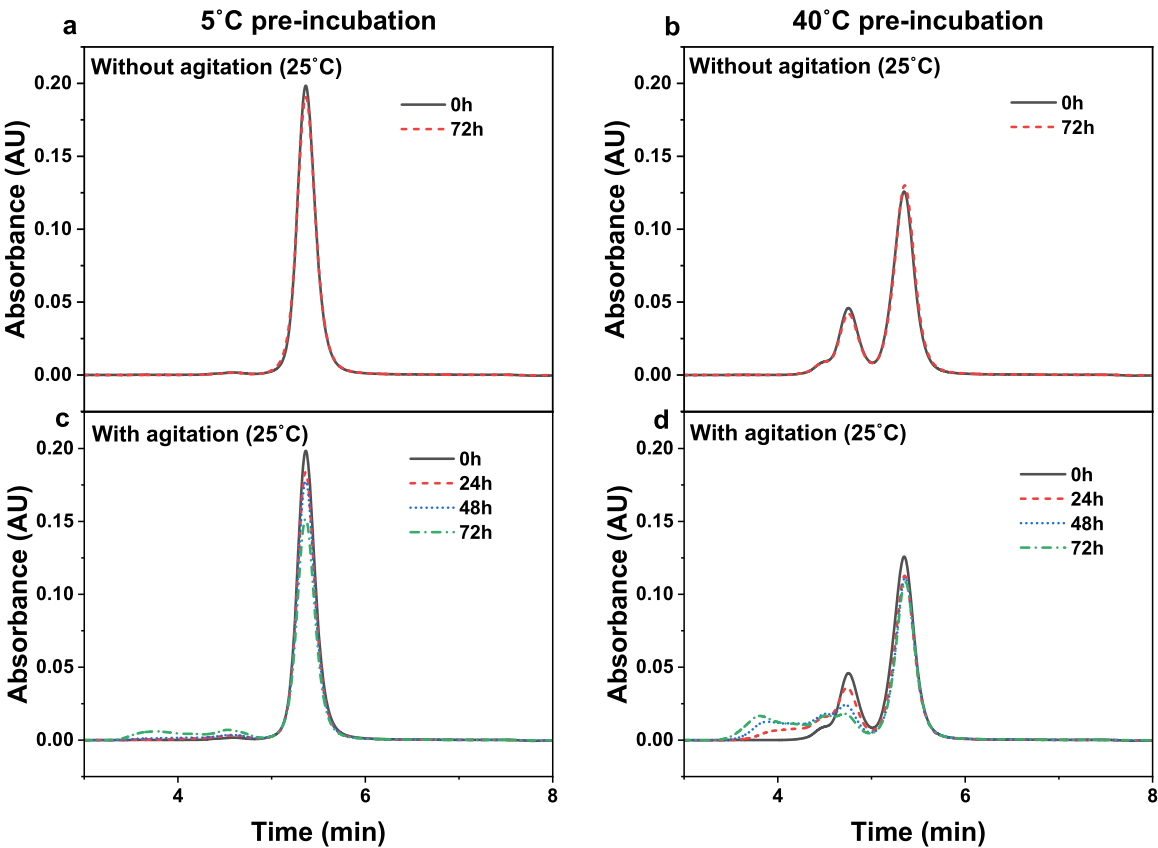 5˚C pre-incubation
40˚C pre-incubation
a
Without agitation (25˚C)
0h
72h
0.20
0.15
0.10
0.05
0.00
Absorbance (AU)
b
Without agitation (25˚C)
0h
72h
0.20
0.15
0.10
0.05
0.00
Absorbance (AU)
c
With agitation (25˚C)
0h
24h
48h
72h
0.20
0.15
0.10
0.05
0.00
Absorbance (AU)
4
6
8
Time (min)
d
With agitation (25˚C)
0h
24h
48h
72h
0.20
0.15
0.10
0.05
0.00
Absorbance (AU)
4
6
8
Time (min)